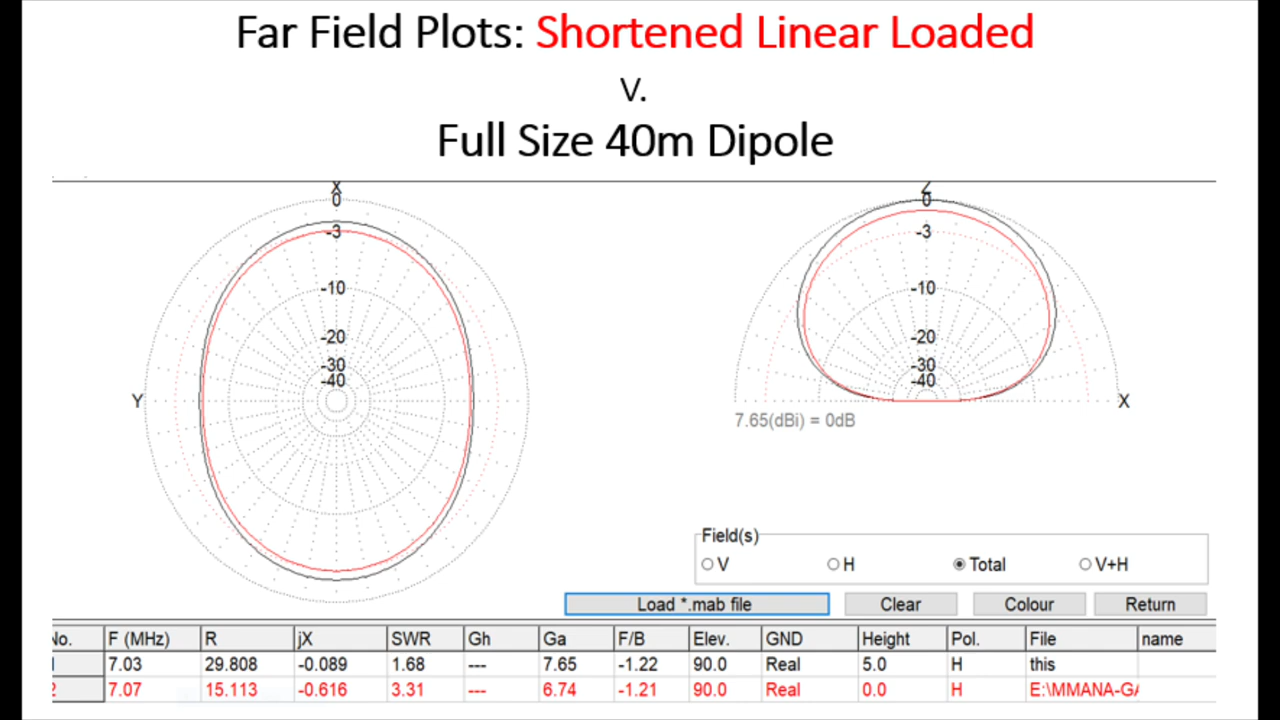 Far Field Plots: Shortened Linear Loaded
V.
Full Size 40m Dipole
X
0
-3
-10
-20
-30
-40
Y
Z
0
-3
-10
-20
-30
-40
X
7.65(dBi) = 0dB
Field(s)
V H Total V+H
Load *.mab file Clear Colour Return
No. F (MHz) R jX SWR Gh Ga F/B Elev. GND Height Pol. File name
1 7.03 29.808 -0.089 1.68 --- 7.65 -1.22 90.0 Real 5.0 H this
2 7.07 15.113 -0.616 3.31 --- 6.74 -1.21 90.0 Real 0.0 H E:\MMANA-GA